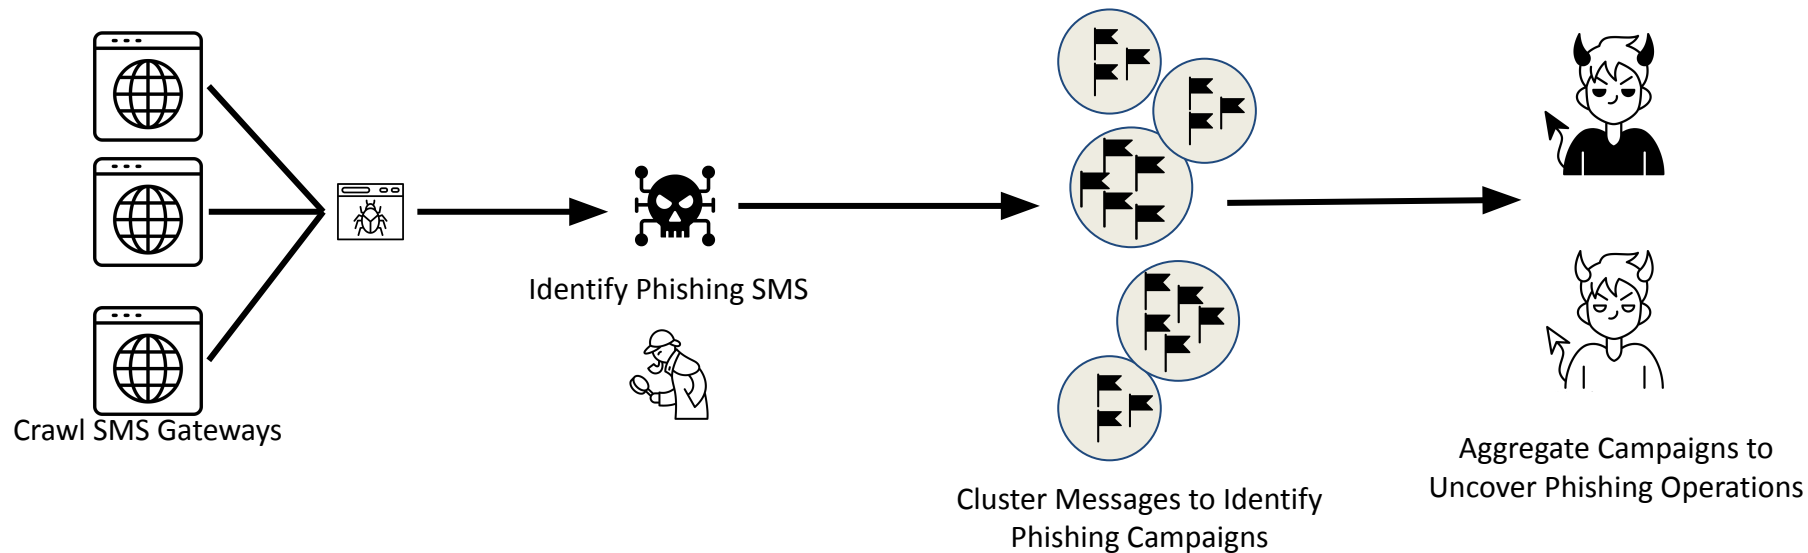 Crawl SMS Gateways
Identify Phishing SMS
Cluster Messages to Identify
Phishing Campaigns
Aggregate Campaigns to
Uncover Phishing Operations